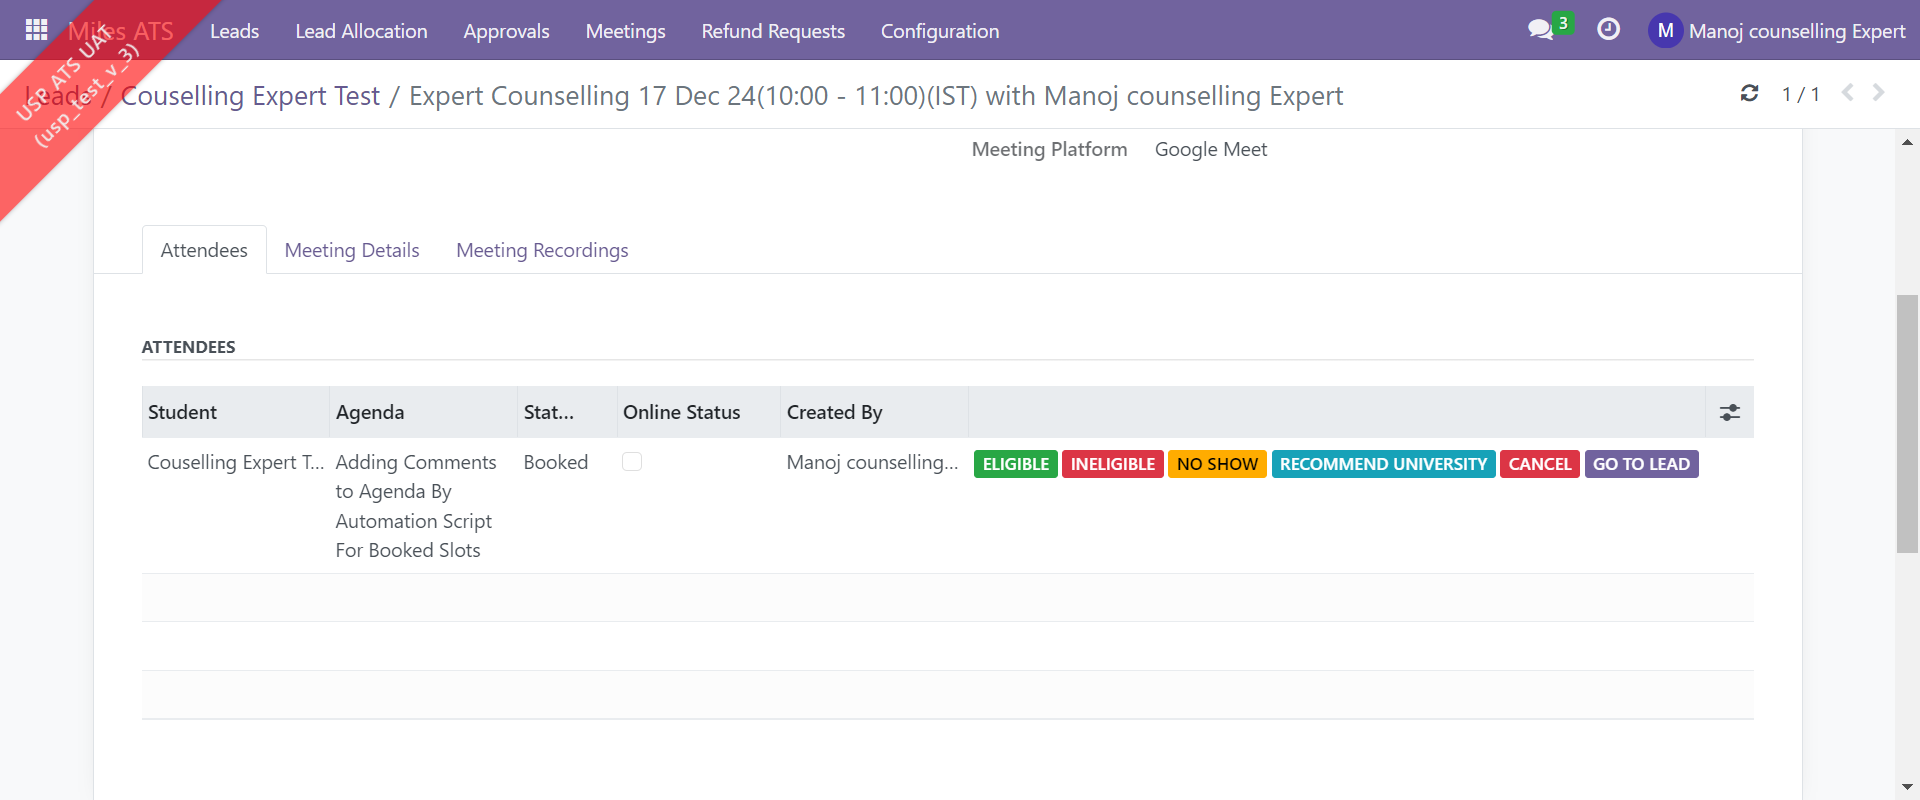 Miles ATS Leads Lead Allocation Approvals Meetings Refund Requests Configuration 3 M Manoj counselling Expert
USP ATS UAT
(usp_test_v_3)
Leads / Couselling Expert Test / Expert Counselling 17 Dec 24(10:00 - 11:00)(IST) with Manoj counselling Expert 1 / 1
Meeting Platform Google Meet
Attendees Meeting Details Meeting Recordings
ATTENDEES
Student Agenda Stat... Online Status Created By
Couselling Expert T... Adding Comments Booked Manoj counselling... ELIGIBLE INELIGIBLE NO SHOW RECOMMEND UNIVERSITY CANCEL GO TO LEAD
to Agenda By
Automation Script
For Booked Slots